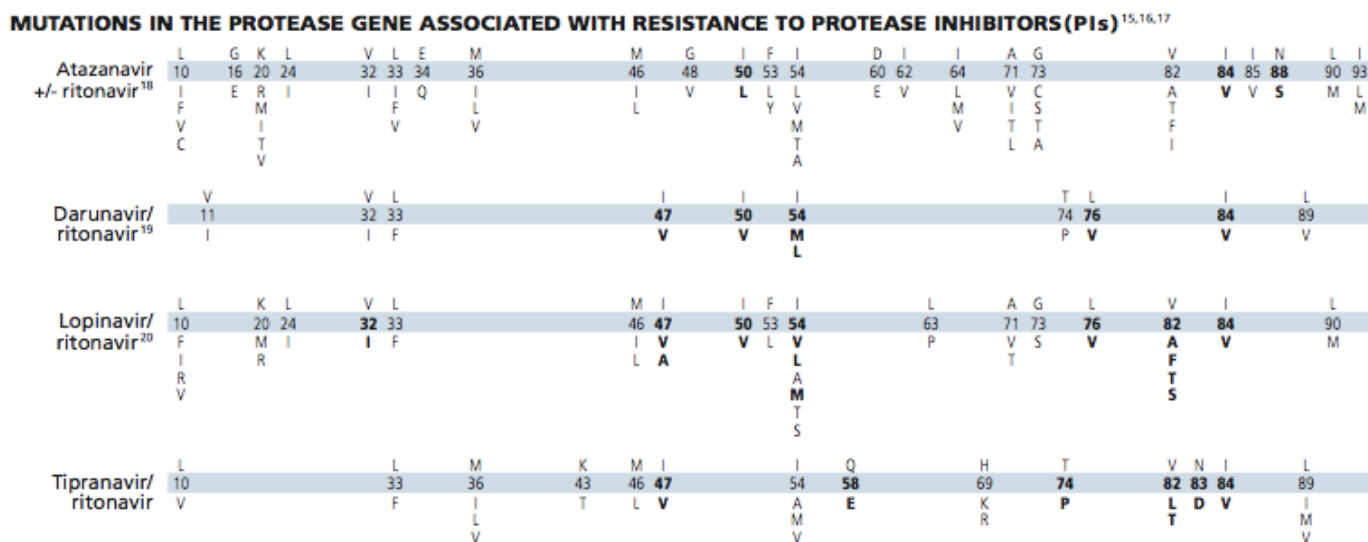 MUTATIONS IN THE PROTEASE GENE ASSOCIATED WITH RESISTANCE TO PROTEASE INHIBITORS (PIs)15,16,17
L G K L V L E M M G I F I D I I A G V I I N L I
Atazanavir 10 16 20 24 32 33 34 36 46 48 50 53 54 60 62 64 71 73 82 84 85 88 90 93
+/- ritonavir18 I E R I I I Q I I V L L L E V L V C A V V S M L
F M F L L Y V M I S T M
V I V V M V T T F
C T T L A I
V A
V V L I I I T L I L
Darunavir/ 11 32 33 47 50 54 74 76 84 89
ritonavir19 I I F V V M P V V V
L
L K L V L M I I F I L A G L V I L
Lopinavir/ 10 20 24 32 33 46 47 50 53 54 63 71 73 76 82 84 90
ritonavir20 F M I I F I V V L V P V S V A V M
I R L A L T F
R A T
V M S
T
S
L L M K M I I Q H T V N I L
Tipranavir/ 10 33 36 43 46 47 54 58 69 74 82 83 84 89
ritonavir V F I T L V A E K P L D V I
L M R T M
V V V